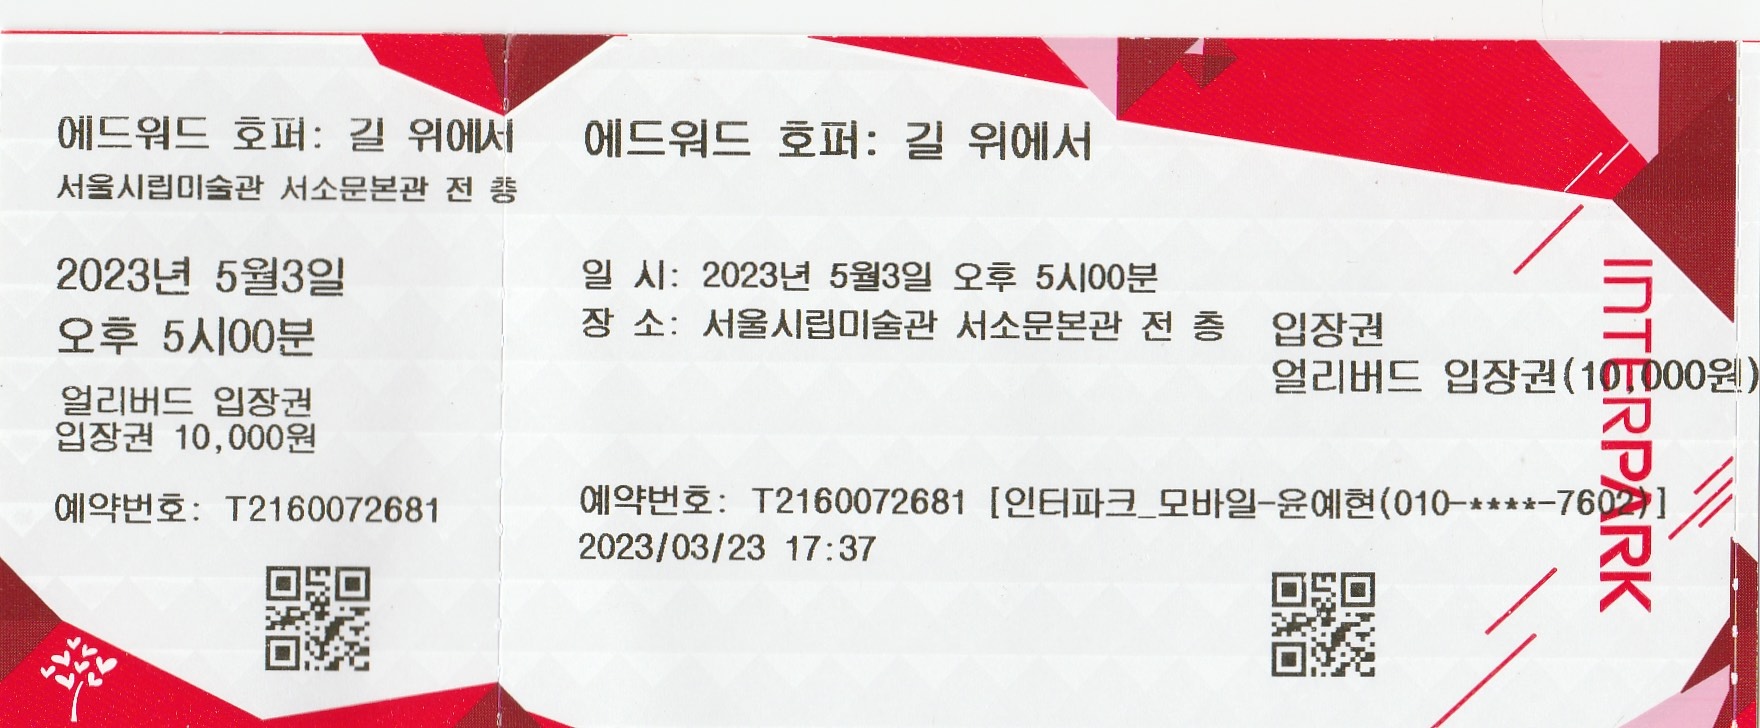 에드워드 호퍼: 길 위에서
서울시립미술관 서소문본관 전 층
2023년 5월3일
오후 5시00분
얼리버드 입장권
입장권 10,000원
예약번호: T2160072681
에드워드 호퍼: 길 위에서
일 시: 2023년 5월3일 오후 5시00분
장 소: 서울시립미술관 서소문본관 전 층
입장권
얼리버드 입장권(10,000원)
예약번호: T2160072681 [인터파크_모바일-윤예현(010-****-7602)]
2023/03/23 17:37
INTERPARK